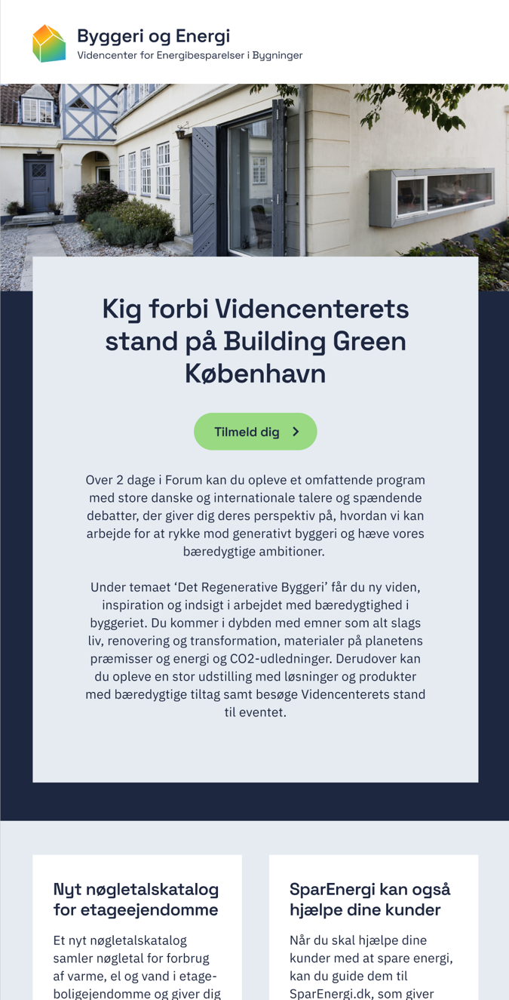 Byggeri og Energi
Videncenter for Energibesparelser i Bygninger
Kig forbi Videncenterets
stand på Building Green
København
Tilmeld dig
Over 2 dage i Forum kan du opleve et omfattende program
med store danske og internationale talere og spændende
debatter, der giver dig deres perspektiv på, hvordan vi kan
arbejde for at rykke mod generativt byggeri og hæve vores
bæredygtige ambitioner.
Under temaet ‘Det Regenerative Byggeri’ får du ny viden,
inspiration og indsigt i arbejdet med bæredygtighed i
byggeriet. Du kommer i dybden med emner som alt slags
liv, renovering og transformation, materialer på planetens
præmisser og energi og CO2-udledninger. Derudover kan
du opleve en stor udstilling med løsninger og produkter
med bæredygtige tiltag samt besøge Videncenterets stand
til eventet.
Nyt nøgletalskatalog
for etageejendomme
Et nyt nøgletalskatalog
samler nøgletal for forbrug
af varme, el og vand i etage-
boligejendomme og giver dig
SparEnergi kan også
hjælpe dine kunder
Når du skal hjælpe dine
kunder med at spare energi,
kan du guide dem til
SparEnergi.dk, som giver